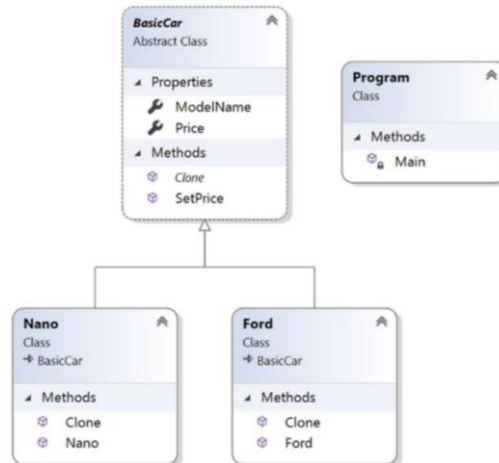 BasicCar
Abstract Class
Properties
ModelName
Price
Methods
Clone
SetPrice
Program
Class
Methods
Main
Nano
Class
BasicCar
Methods
Clone
Nano
Ford
Class
BasicCar
Methods
Clone
Ford